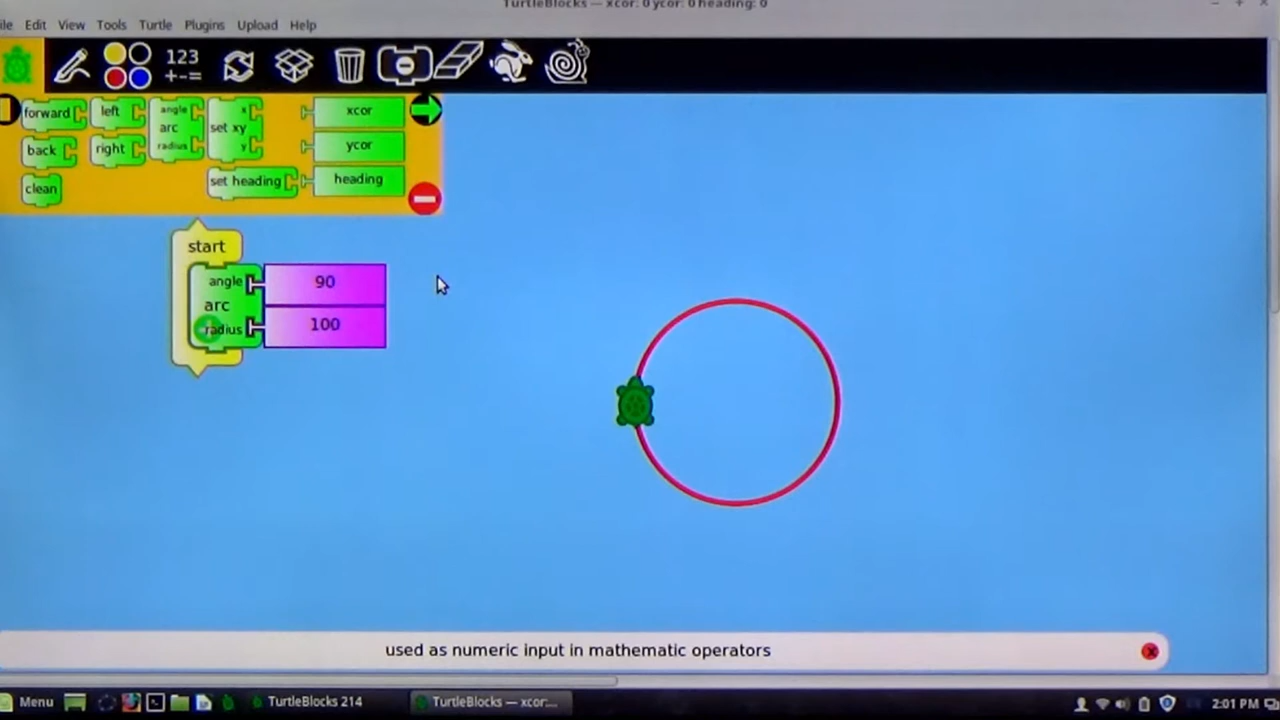 TurtleBlocks — xcor: 0 ycor: 0 heading: 0
ile Edit View Tools Turtle Plugins Upload Help
123
+-=
forward left angle arc radius set xy x y xcor
back right ycor
clean set heading heading
start
angle 90
arc
radius 100
used as numeric input in mathematic operators
Menu TurtleBlocks 214 TurtleBlocks — xcor:... 2:01 PM